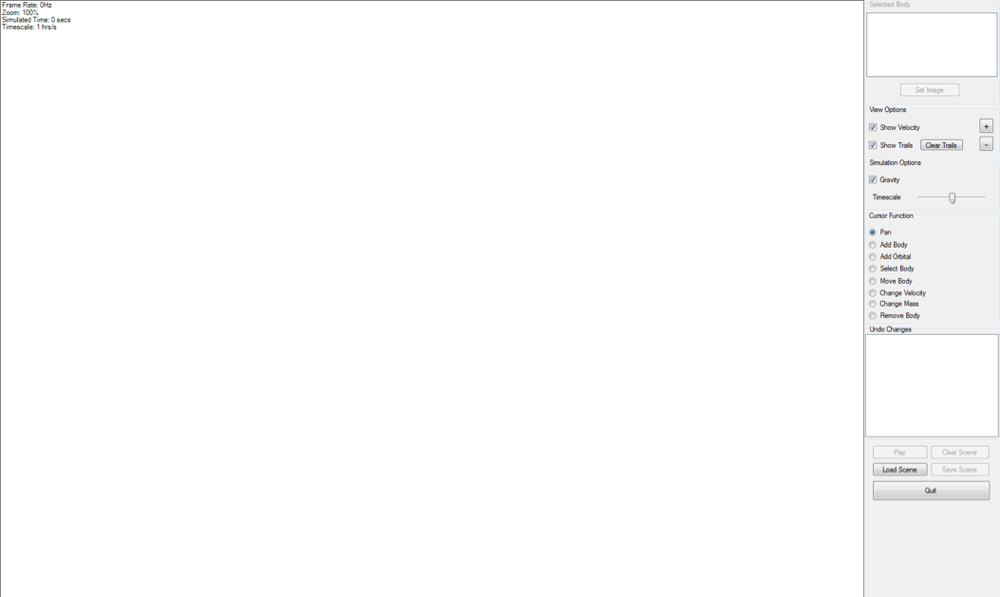 Frame Rate: 0Hz
Zoom: 100%
Simulated Time: 0 secs
Timescale: 1 hrs/s
Selected Body
Set Image
View Options
Show Velocity
+
Show Trails
Clear Trails
-
Simulation Options
Gravity
Timescale
Cursor Function
Pan
Add Body
Add Orbital
Select Body
Move Body
Change Velocity
Change Mass
Remove Body
Undo Changes
Play
Clear Scene
Load Scene
Save Scene
Quit